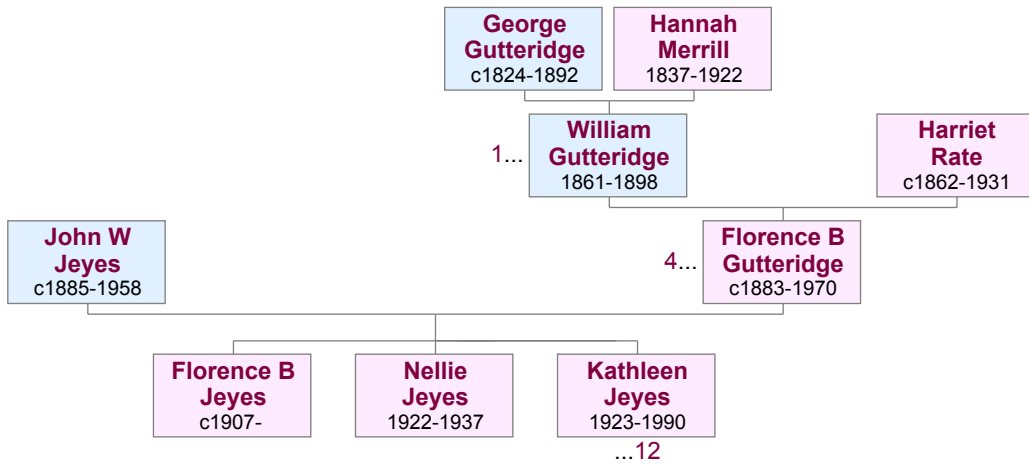 George
Gutteridge
c1824-1892
Hannah
Merrill
1837-1922
1...
William
Gutteridge
1861-1898
Harriet
Rate
c1862-1931
John W
Jeyes
c1885-1958
4...
Florence B
Gutteridge
c1883-1970
Florence B
Jeyes
c1907-
Nellie
Jeyes
1922-1937
Kathleen
Jeyes
1923-1990
...12